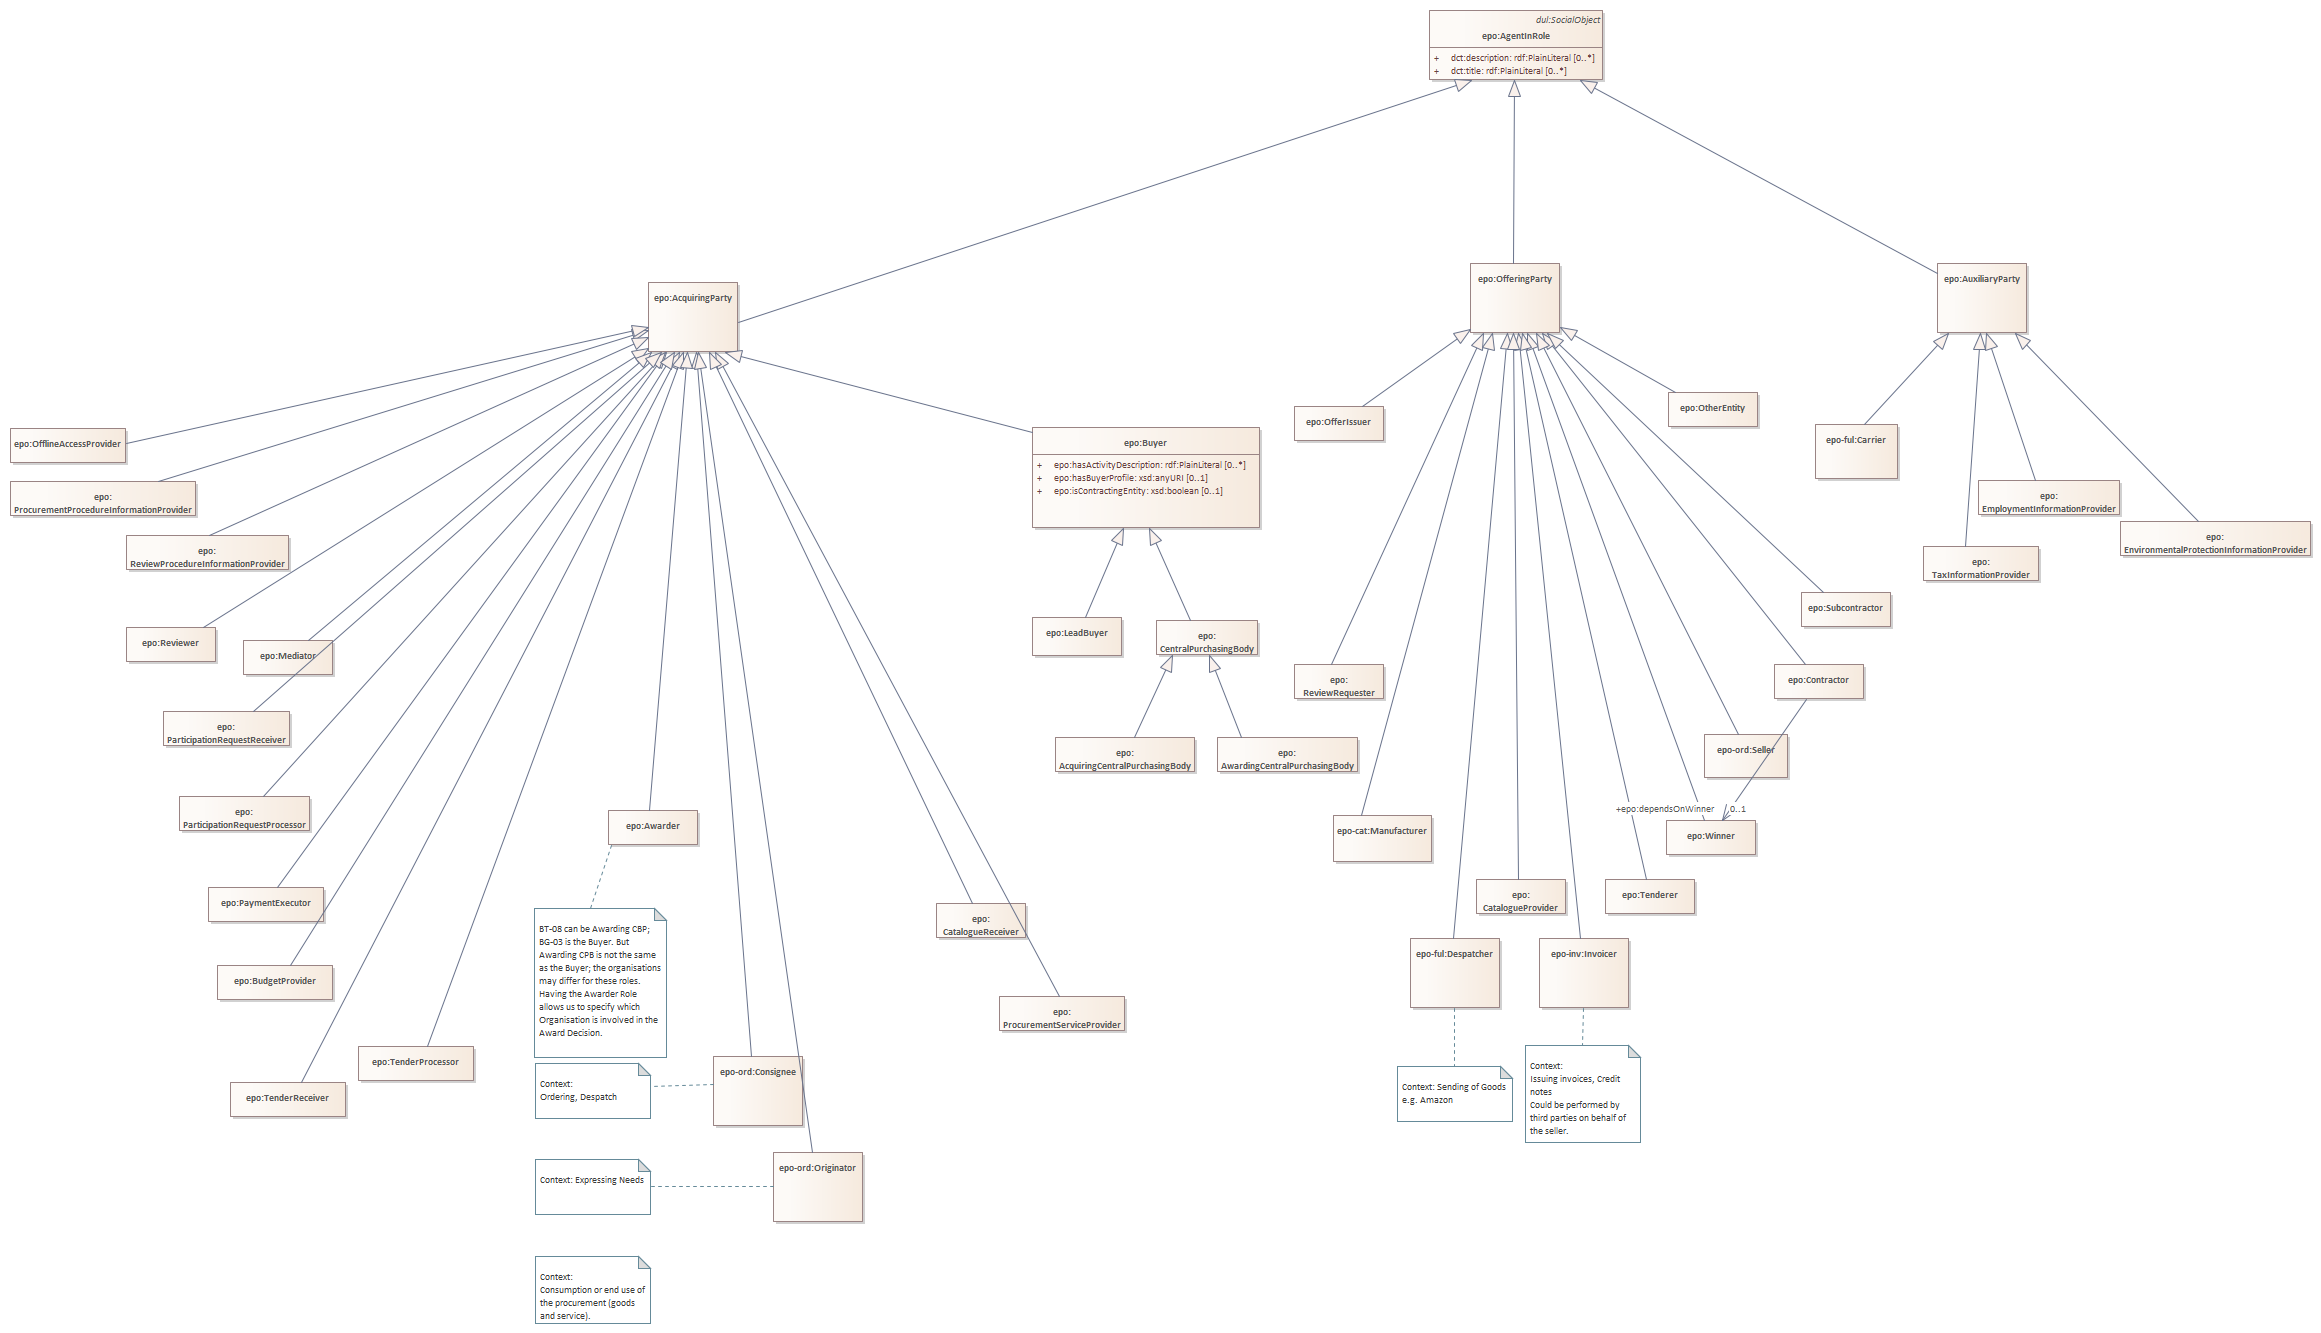 dul:SocialObject
epo:AgentInRole
+ dct:description: rdf:PlainLiteral [0..*]
+ dct:title: rdf:PlainLiteral [0..*]
epo:AcquiringParty
epo:OfferingParty
epo:AuxiliaryParty
epo:OfflineAccessProvider
epo:
ProcurementProcedureInformationProvider
epo:
ReviewProcedureInformationProvider
epo:Reviewer
epo:Mediator
epo:
ParticipationRequestReceiver
epo:
ParticipationRequestProcessor
epo:PaymentExecutor
epo:BudgetProvider
epo:TenderReceiver
epo:TenderProcessor
epo:Awarder
BT-08 can be Awarding CBP;
BG-03 is the Buyer. But
Awarding CPB is not the same
as the Buyer; the organisations
may differ for these roles.
Having the Awarder Role
allows us to specify which
Organisation is involved in the
Award Decision.
Context:
Ordering, Despatch
epo-ord:Consignee
Context: Expressing Needs
epo-ord:Originator
Context:
Consumption or end use of
the procurement (goods
and service).
epo:
CatalogueReceiver
epo:
ProcurementServiceProvider
epo:Buyer
+ epo:hasActivityDescription: rdf:PlainLiteral [0..*]
+ epo:hasBuyerProfile: xsd:anyURI [0..1]
+ epo:isContractingEntity: xsd:boolean [0..1]
epo:LeadBuyer
epo:
CentralPurchasingBody
epo:
AcquiringCentralPurchasingBody
epo:
AwardingCentralPurchasingBody
epo:OfferIssuer
epo:OtherEntity
epo:
ReviewRequester
epo-cat:Manufacturer
epo-ful:Despatcher
epo:
CatalogueProvider
epo-inv:Invoicer
epo:Tenderer
epo:Winner
+epo:dependsOnWinner
0..1
epo-ord:Seller
epo:Contractor
epo:Subcontractor
Context: Sending of Goods
e.g. Amazon
Context:
Issuing invoices, Credit
notes
Could be performed by
third parties on behalf of
the seller.
epo-ful:Carrier
epo:
EmploymentInformationProvider
epo:
TaxInformationProvider
epo:
EnvironmentalProtectionInformationProvider